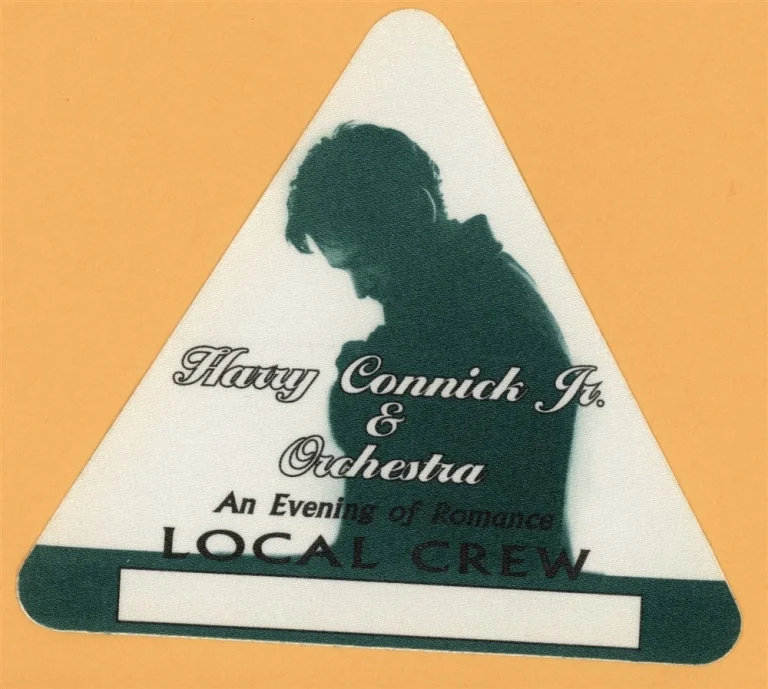 Harry Connick Jr.
&
Orchestra
An Evening of Romance
LOCAL CREW